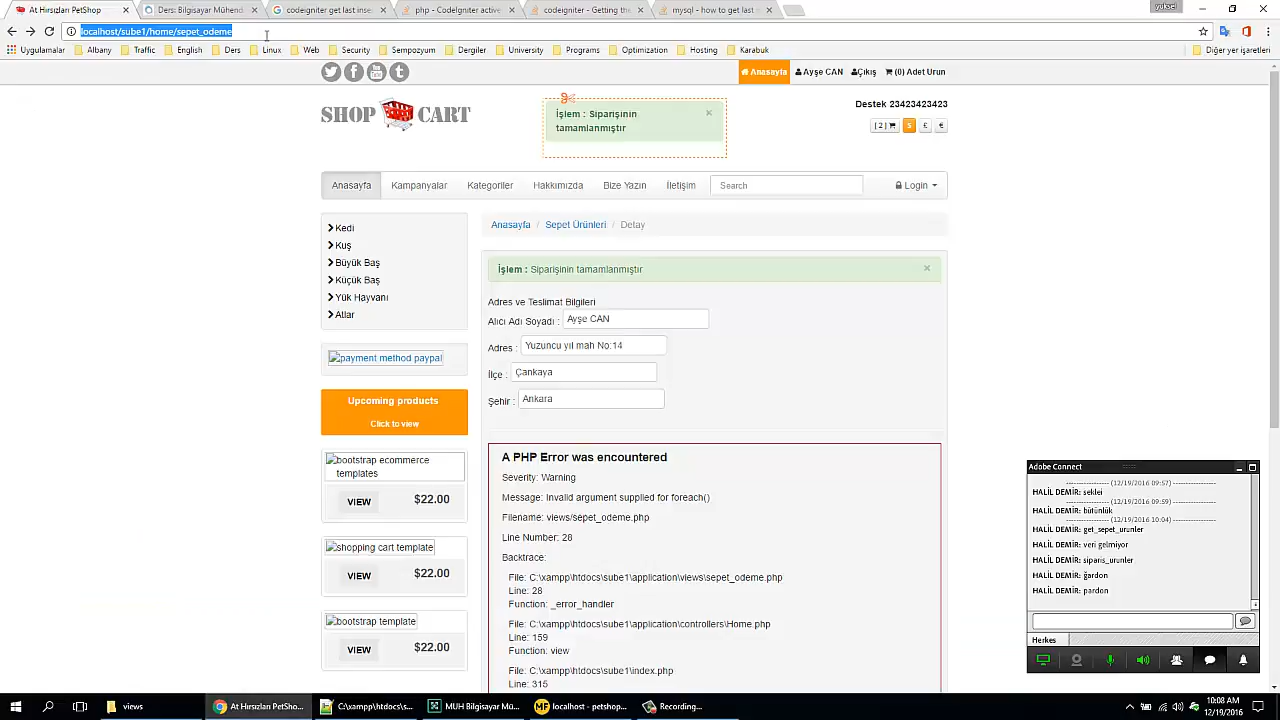 yuksel
At Hırsızları PetShop
Ders: Bilgisayar Mühend
codeigniter get last inse
php - CodeIgniter active
codeigniter - Getting th
mysql - how to get last
localhost/sube1/home/sepet_odeme
Uygulamalar Albany Traffic English Ders Linux Web Security Sempozyum Dergiler University Programs Optimization Hosting Karabuk Diğer yer işaretleri
Anasayfa Ayşe CAN Çıkış (0) Adet Urun
SHOP CART
İşlem : Siparişinin ×
tamamlanmıştır
Destek 23423423423
[ 2 ] $ £ €
Anasayfa Kampanyalar Kategoriler Hakkımızda Bize Yazın İletişim Search Login
Kedi
Kuş
Büyük Baş
Küçük Baş
Yük Hayvanı
Atlar
payment method paypal
Upcoming products
Click to view
bootstrap ecommerce
templates
VIEW $22.00
shopping cart template
VIEW $22.00
bootstrap template
VIEW $22.00
Anasayfa / Sepet Ürünleri / Detay
İşlem : Siparişinin tamamlanmıştır ×
Adres ve Teslimat Bilgileri
Alıcı Adı Soyadı : Ayşe CAN
Adres : Yuzuncu yıl mah No:14
İlçe : Çankaya
Şehir : Ankara
A PHP Error was encountered
Severity: Warning
Message: Invalid argument supplied for foreach()
Filename: views/sepet_odeme.php
Line Number: 28
Backtrace:
File: C:\xampp\htdocs\sube1\application\views\sepet_odeme.php
Line: 28
Function: _error_handler
File: C:\xampp\htdocs\sube1\application\controllers\Home.php
Line: 159
Function: view
File: C:\xampp\htdocs\sube1\index.php
Line: 315
Adobe Connect
------------------ (12/19/2016 09:57) ------------------
HALİL DEMİR: seklei
------------------ (12/19/2016 09:59) ------------------
HALİL DEMİR: bütünlük
------------------ (12/19/2016 10:04) ------------------
HALİL DEMİR: get_sepet_urunler
HALİL DEMİR: veri gelmiyor
HALİL DEMİR: siparis_urunler
HALİL DEMİR: ğardon
HALİL DEMİR: pardon
Herkes
views
At Hırsızları PetSho...
C:\xampp\htdocs\s...
MUH Bilgisayar Mü...
MF localhost - petshop...
Recording...
10:08 AM
12/19/2016